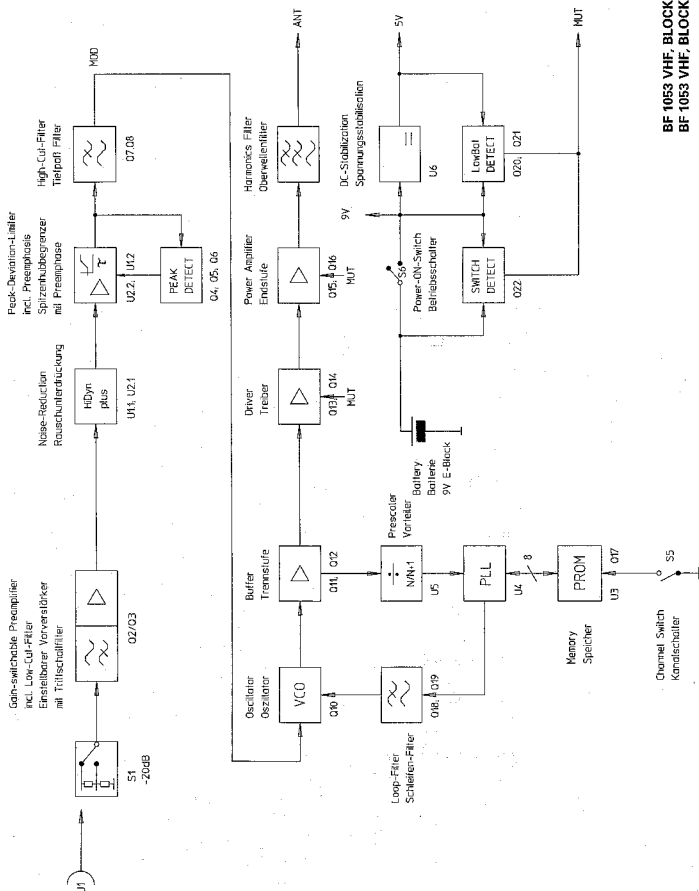 J1
S1
-20dB
Gain-switchable Preamplifier
incl. Low-Cut-Filter
Einstellbarer Vorverstärker
mit Trittschallfilter
Q2/Q3
Noise-Reduction
Rauschunterdrückung
HiDyn
plus
U1.1, U2.1
Peak-Deviation-Limiter
incl. Preemphasis
Spitzenhubbegrenzer
mit Preemphase
τ
U2.2, U1.2
PEAK
DETECT
Q4, Q5, Q6
High-Cut-Filter
Tiefpaß Filter
Q7,Q8
MOD
Oscillator
Oszillator
VCO
Q10
Loop-Filter
Schleifen-Filter
Q18, Q19
Buffer
Trennstufe
Q11, Q12
Prescaler
Vorteiler
÷
N/N+1
U5
PLL
U4
8
Memory
Speicher
PROM
U3
Q17
S5
Channel Switch
Kanalschalter
Driver
Treiber
Q13, Q14
MUT
Power Amplifier
Endstufe
Q15, Q16
MUT
Harmonics Filter
Oberwellenfilter
ANT
Battery
Batterie
9V E-Block
S6
Power-ON-Switch
Betriebsschalter
9V
DC-Stabilization
Spannungsstabilisation
U6
5V
SWITCH
DETECT
Q22
LowBat
DETECT
Q20, Q21
MUT
BF 1053 VHF, BLOCK
BF 1053 VHF, BLOCK